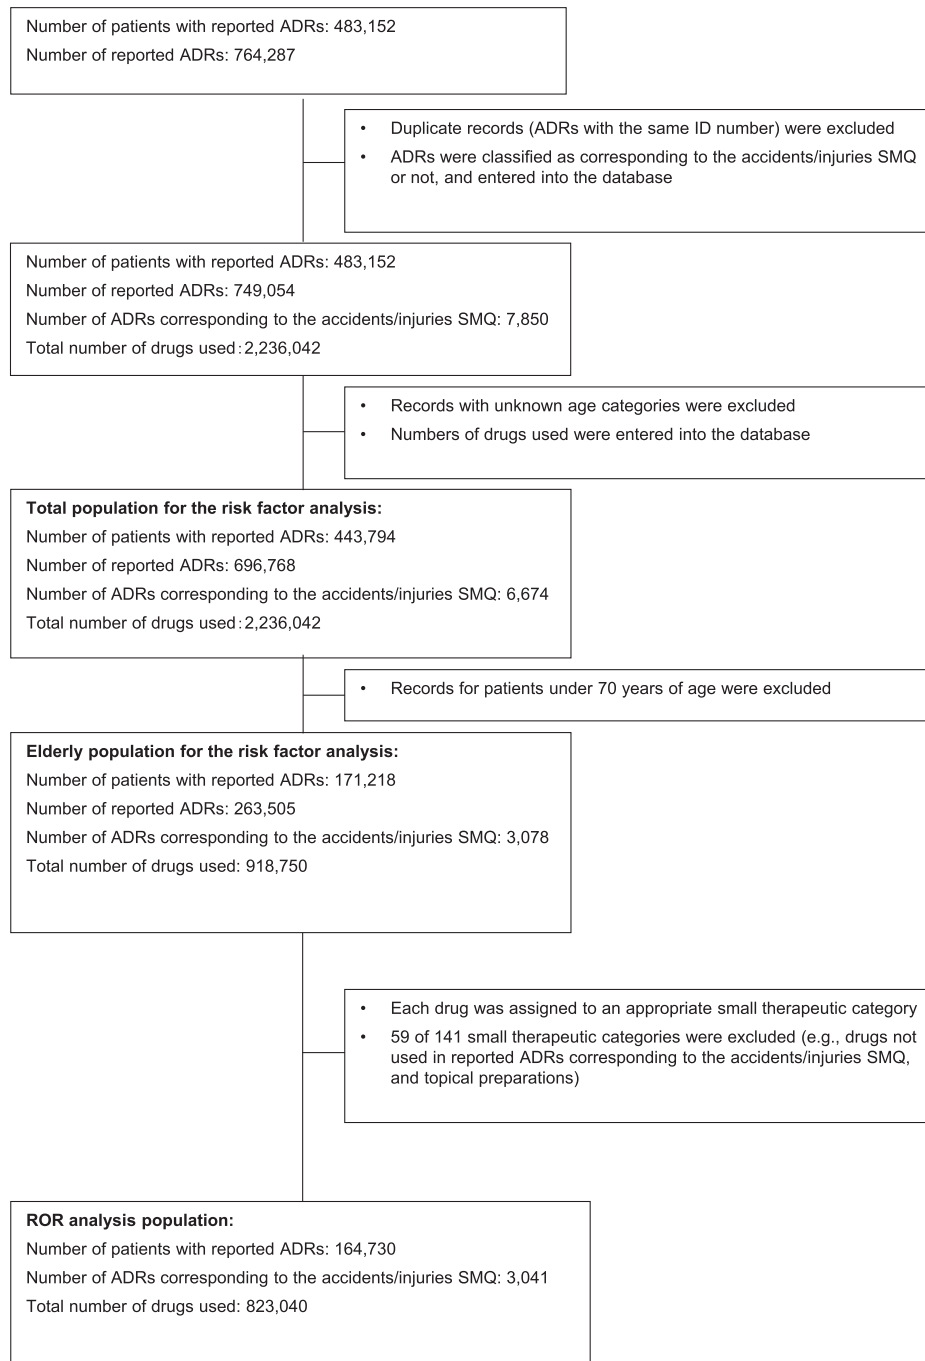 Number of patients with reported ADRs: 483,152
Number of reported ADRs: 764,287
• Duplicate records (ADRs with the same ID number) were excluded
• ADRs were classified as corresponding to the accidents/injuries SMQ
or not, and entered into the database
Number of patients with reported ADRs: 483,152
Number of reported ADRs: 749,054
Number of ADRs corresponding to the accidents/injuries SMQ: 7,850
Total number of drugs used: 2,236,042
• Records with unknown age categories were excluded
• Numbers of drugs used were entered into the database
Total population for the risk factor analysis:
Number of patients with reported ADRs: 443,794
Number of reported ADRs: 696,768
Number of ADRs corresponding to the accidents/injuries SMQ: 6,674
Total number of drugs used: 2,236,042
• Records for patients under 70 years of age were excluded
Elderly population for the risk factor analysis:
Number of patients with reported ADRs: 171,218
Number of reported ADRs: 263,505
Number of ADRs corresponding to the accidents/injuries SMQ: 3,078
Total number of drugs used: 918,750
• Each drug was assigned to an appropriate small therapeutic category
• 59 of 141 small therapeutic categories were excluded (e.g., drugs not
used in reported ADRs corresponding to the accidents/injuries SMQ,
and topical preparations)
ROR analysis population:
Number of patients with reported ADRs: 164,730
Number of ADRs corresponding to the accidents/injuries SMQ: 3,041
Total number of drugs used: 823,040